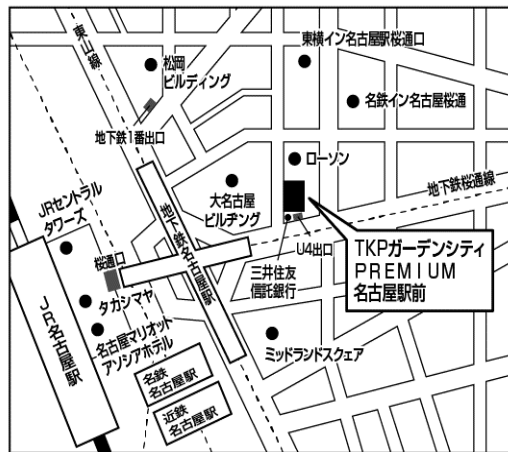 東山線
松岡
ビルディング
東横イン名古屋駅桜通口
名鉄イン名古屋桜通
地下鉄1番出口
ローソン
大名古屋
ビルヂング
地下鉄桜通線
JRセントラル
タワーズ
地下鉄名古屋駅
U4出口
桜通口
三井住友
信託銀行
TKPガーデンシティ
PREMIUM
名古屋駅前
タカシマヤ
JR名古屋駅
名古屋マリオット
アソシアホテル
ミッドランドスクェア
名鉄
名古屋駅
近鉄
名古屋駅